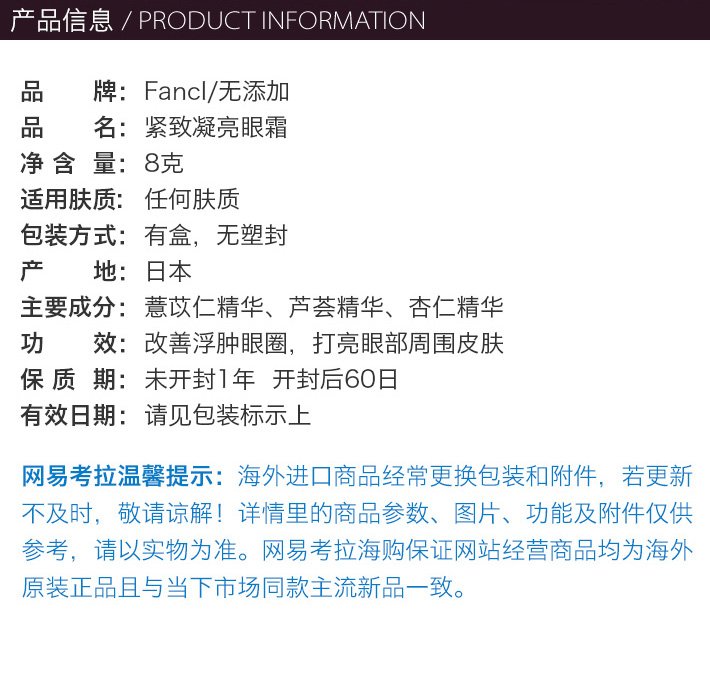 产品信息 / PRODUCT INFORMATION
品牌：Fancl/无添加
品名：紧致凝亮眼霜
净含量：8克
适用肤质：任何肤质
包装方式：有盒，无塑封
产地：日本
主要成分：薏苡仁精华、芦荟精华、杏仁精华
功效：改善浮肿眼圈，打亮眼部周围皮肤
保质期：未开封1年 开封后60日
有效日期：请见包装标示上
网易考拉温馨提示：海外进口商品经常更换包装和附件，若更新
不及时，敬请谅解！详情里的商品参数、图片、功能及附件仅供
参考，请以实物为准。网易考拉海购保证网站经营商品均为海外
原装正品且与当下市场同款主流新品一致。